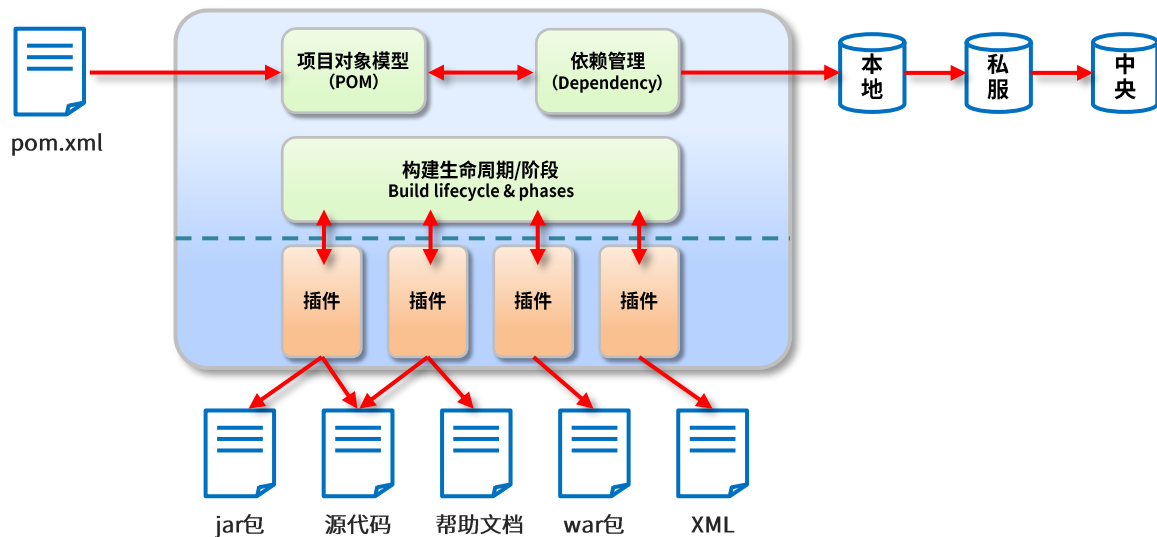 项目对象模型
（POM）
依赖管理
（Dependency）
本
地
私
服
中
央
pom.xml
构建生命周期/阶段
Build lifecycle & phases
插件
插件
插件
插件
jar包
源代码
帮助文档
war包
XML